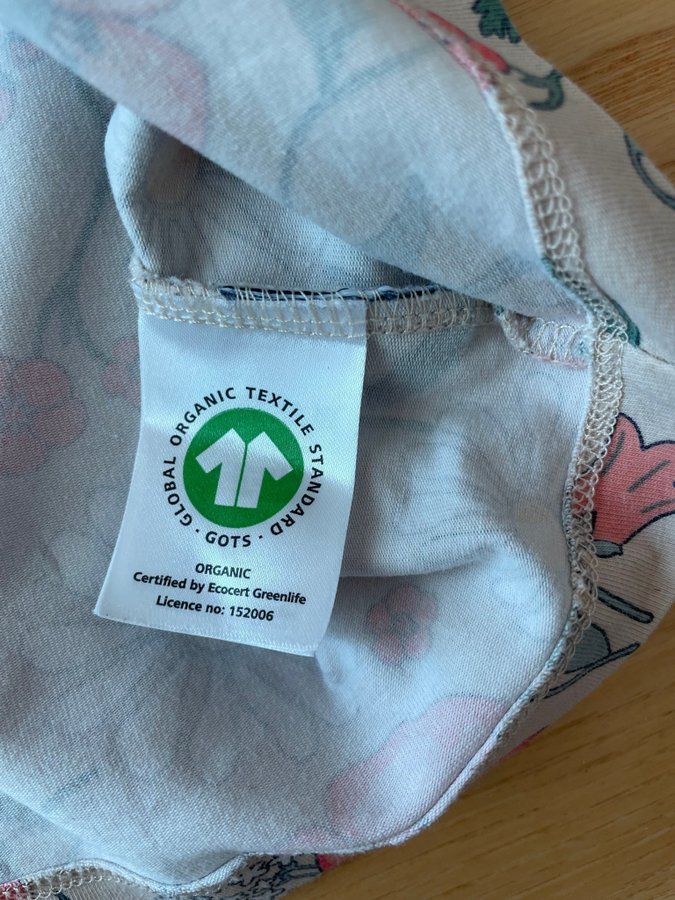 GLOBAL ORGANIC TEXTILE STANDARD
· GOTS ·
ORGANIC
Certified by Ecocert Greenlife
Licence no: 152006